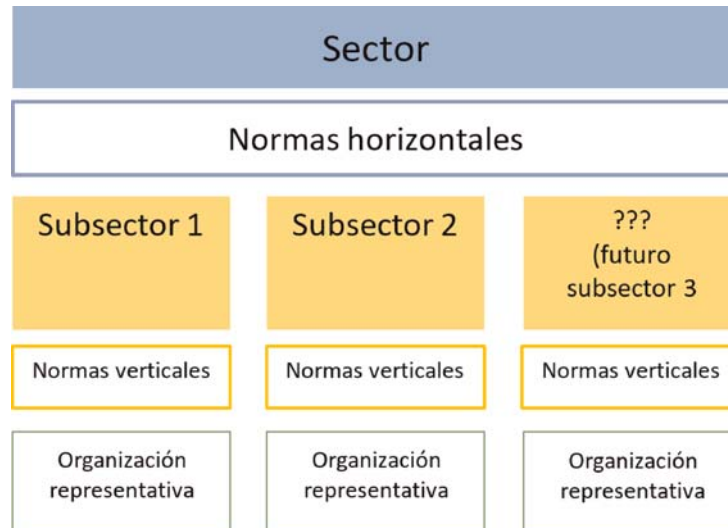 Sector
Normas horizontales
Subsector 1
Subsector 2
???
(futuro
subsector 3
Normas verticales
Normas verticales
Normas verticales
Organización
representativa
Organización
representativa
Organización
representativa